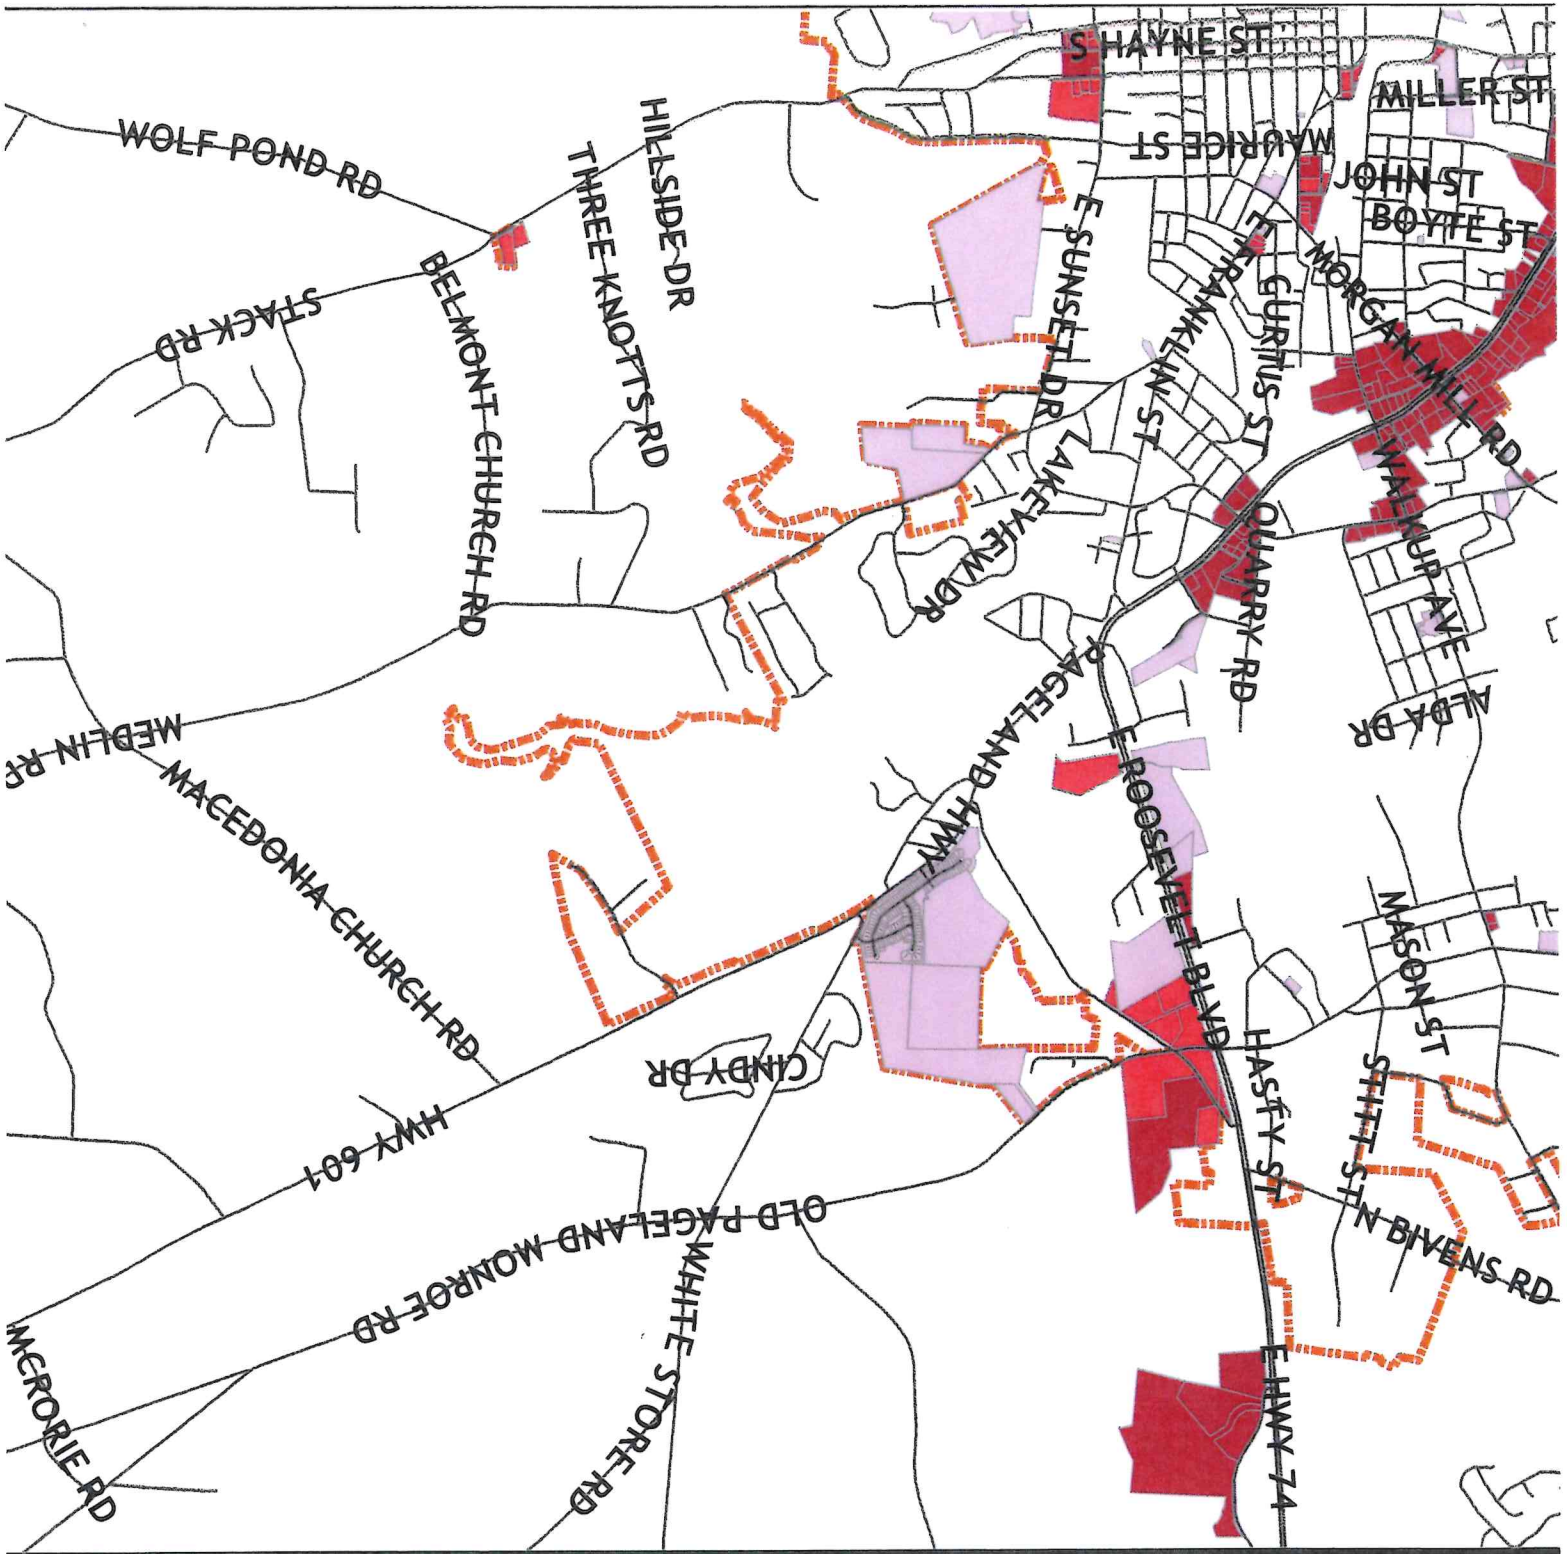 S HAYNE ST
MILLER ST
MAURICE ST
WOLF POND RD
HILLSIDE DR
THREE KNOTTS RD
JOHN ST
BOYTE ST
E SUNSET DR
E FRANKLIN ST
CURTIS ST
MORGAN MILL RD
STACK RD
BELMONT CHURCH RD
LAKEVIEW DR
QUARRY RD
WALKUP AVE
ALDA DR
MEDLIN RD
MACEDONIA CHURCH RD
PAGELAND HWY
E ROOSEVELT BLVD
MASON ST
CINDY DR
HASTY ST
STITT ST
HWY 601
OLD PAGELAND MONROE RD
N BIVENS RD
WHITE STORE RD
MCRORIE RD
E HWY 74